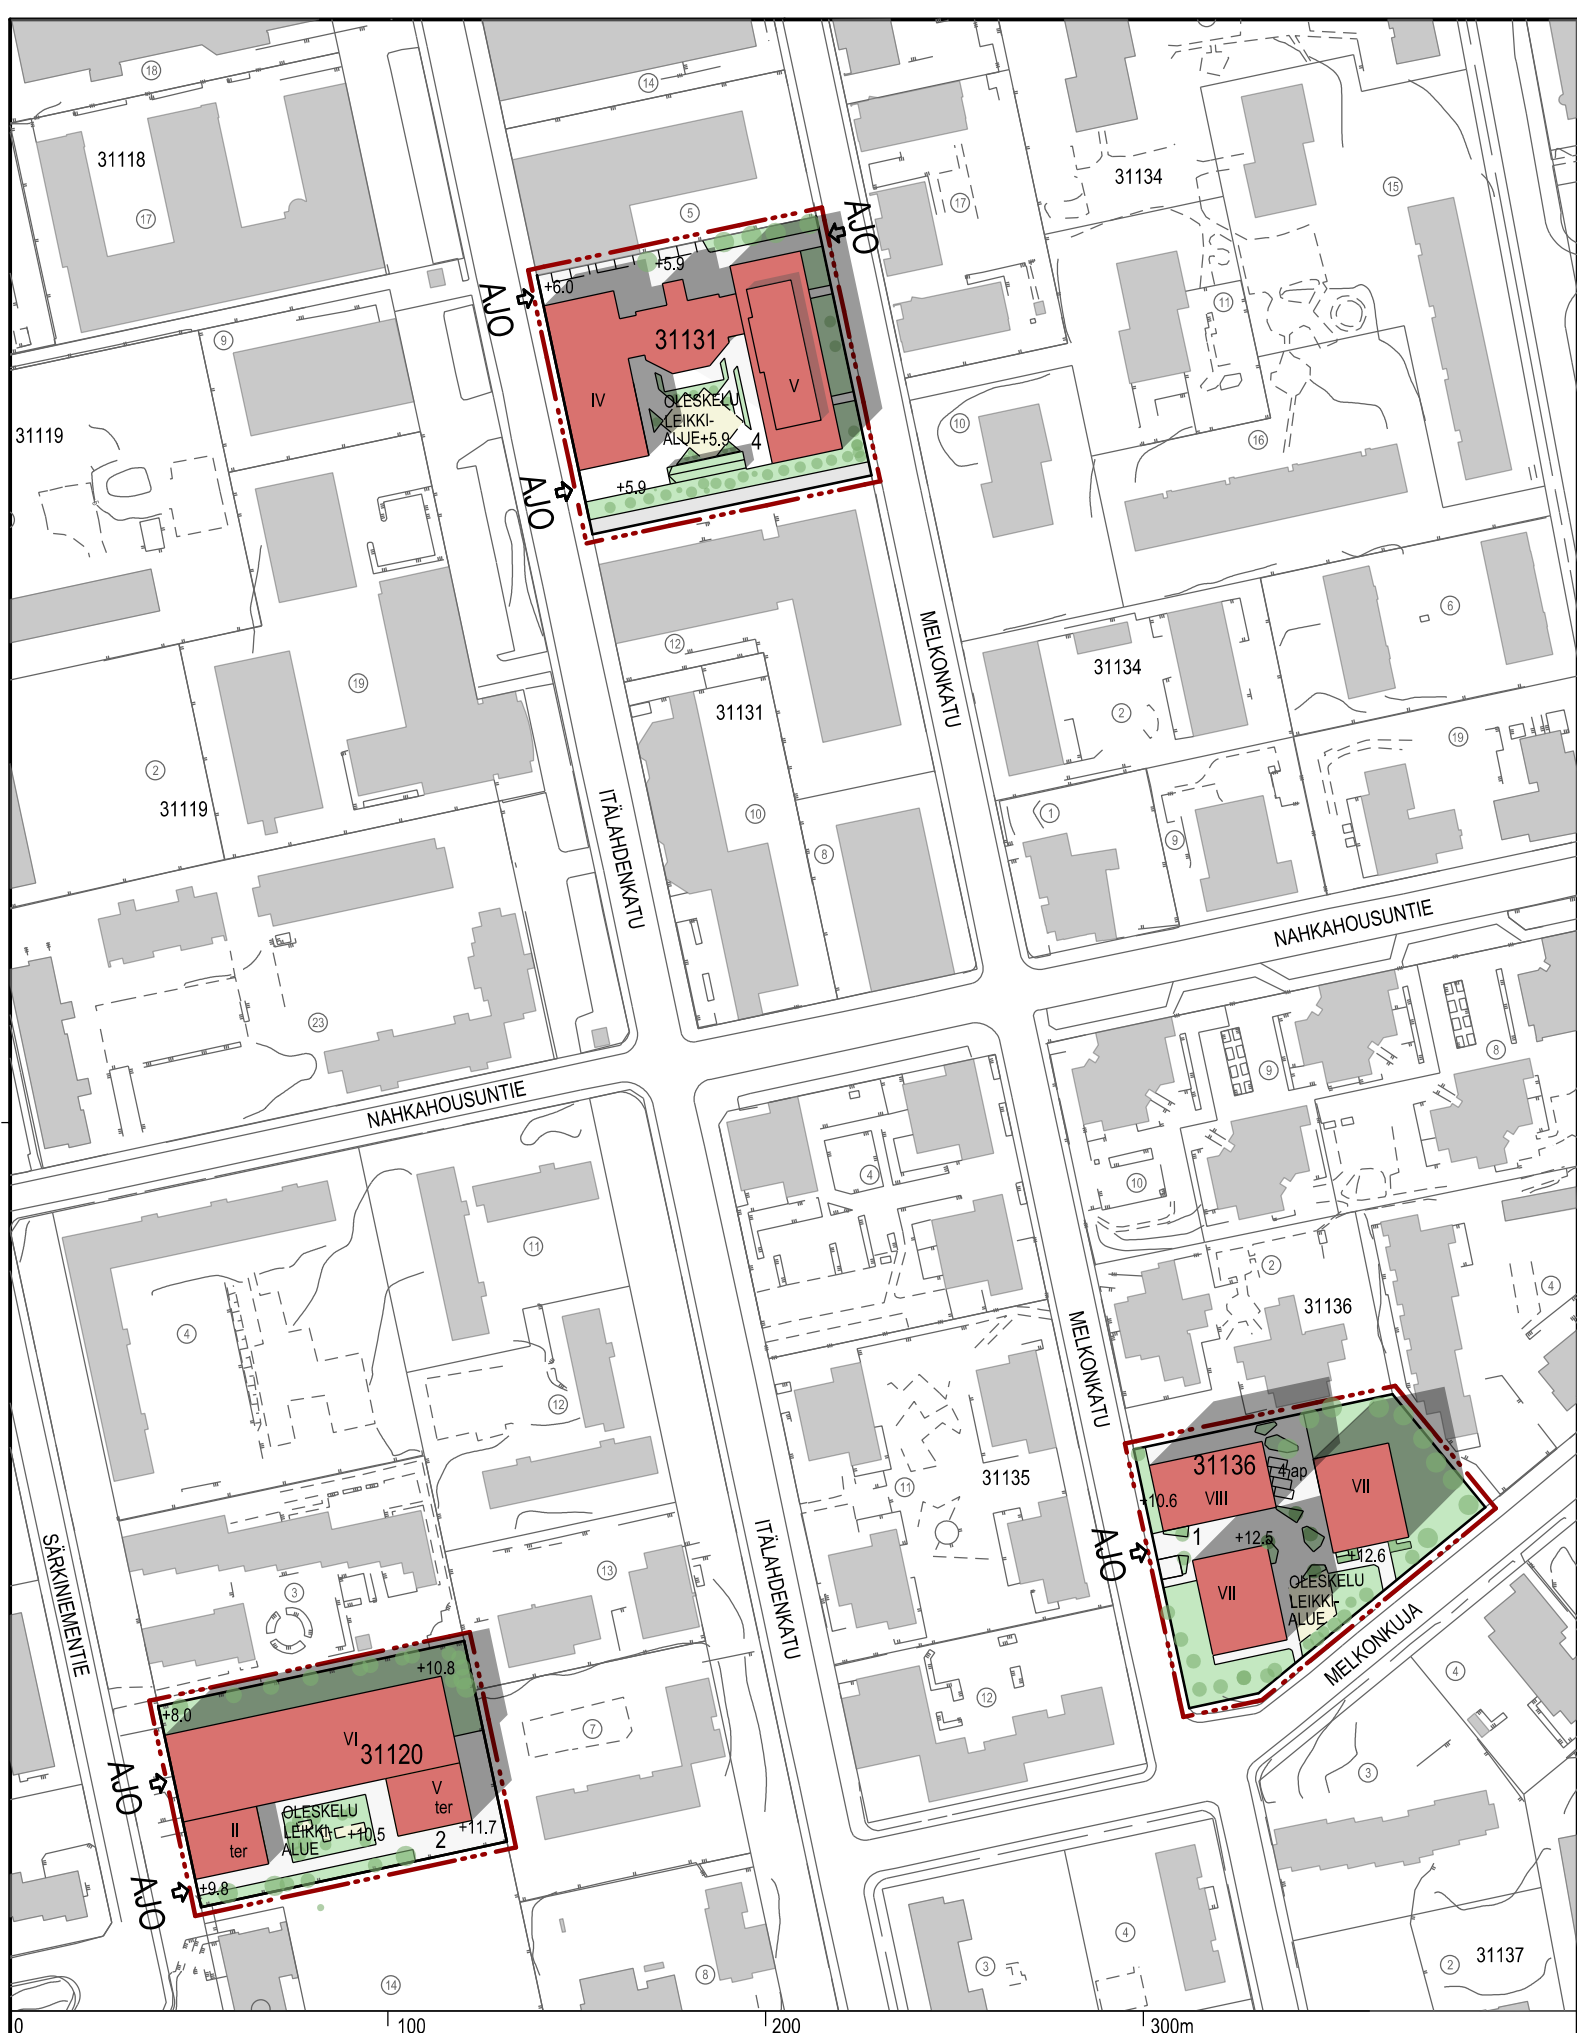 18
14
31118
17
31134
15
17
5
AJO
+5.9
+6.0
AJO
11
9
31131
IV
V
OLESKELU
LEIKKI-
ALUE+5.9
4
10
16
31119
+5.9
AJO
6
12
MELKONKATU
31134
19
31131
2
19
2
31119
ITÄLAHDENKATU
10
8
1
9
NAHKAHOUSUNTIE
23
8
9
NAHKAHOUSUNTIE
4
10
11
2
4
4
31136
MELKONKATU
12
11
31135
31136
4 ap
VIII
VII
+10.6
1
+12.5
+12.6
AJO
VII
OLESKELU
LEIKKI-
ALUE
MELKONKUJA
SÄRKINIEMENTIE
ITÄLAHDENKATU
13
3
+10.8
+8.0
12
4
7
VI
31120
AJO
V
ter
3
II
ter
OLESKELU
LEIKKI-
ALUE
+10.5
2
+11.7
+9.8
AJO
14
8
3
4
2
31137
0
100
200
300m